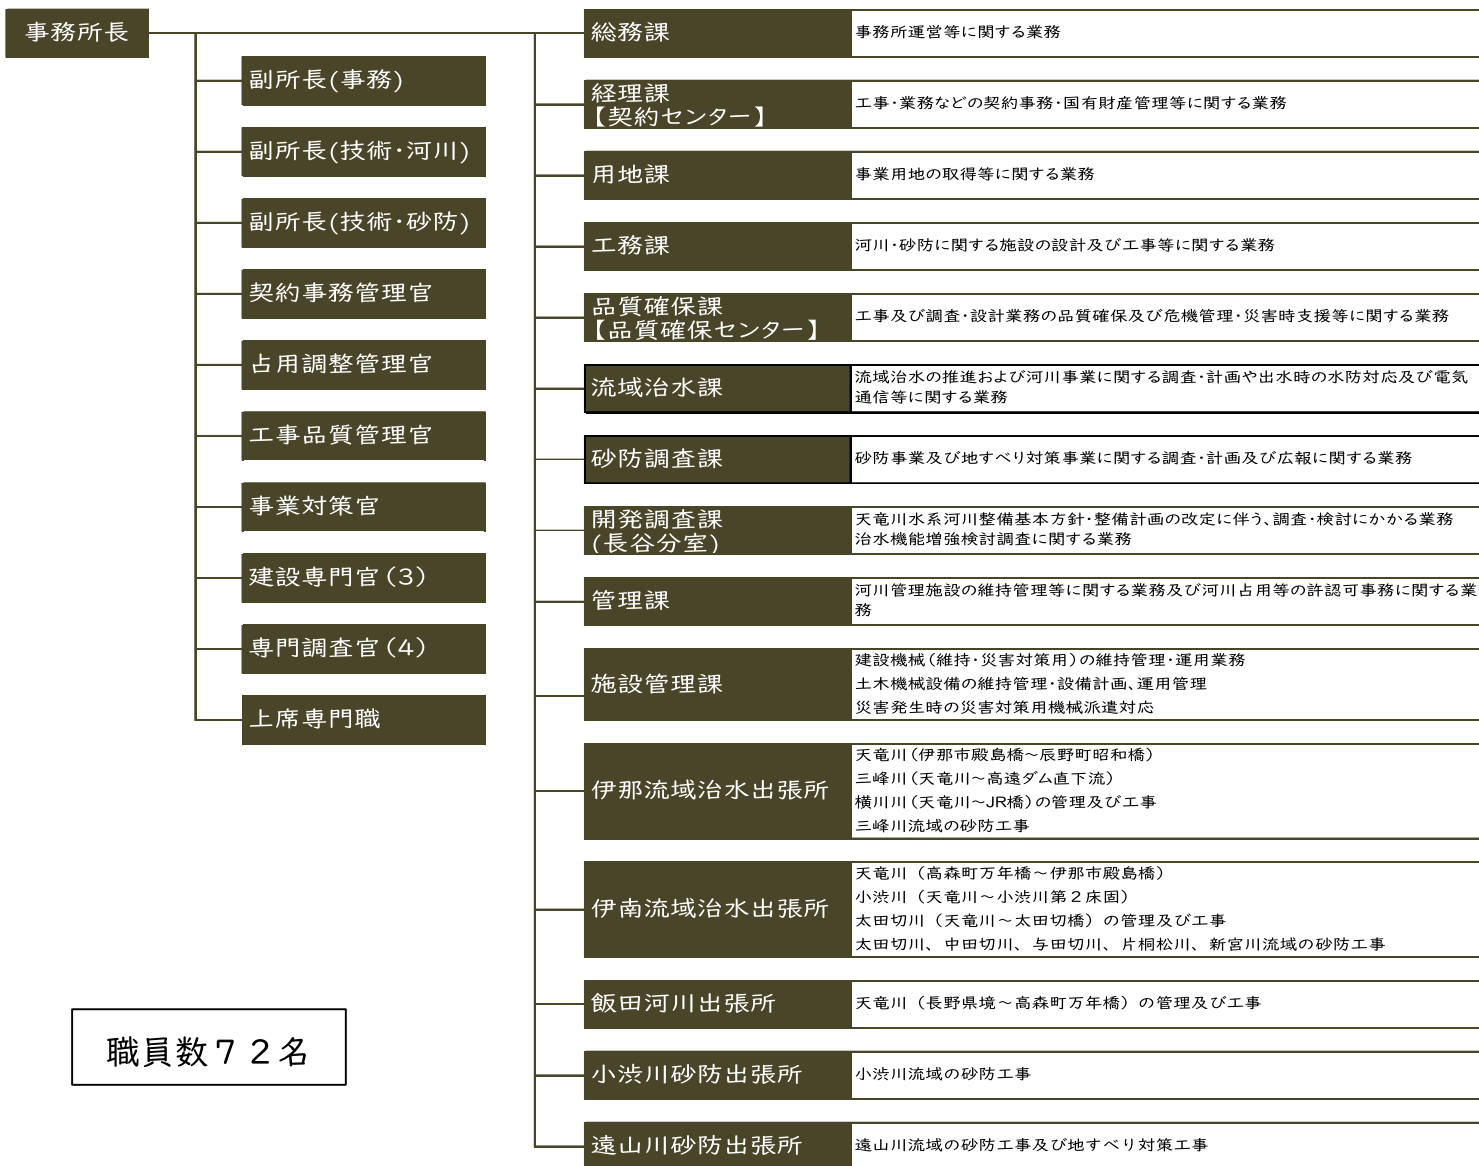 事務所長
副所長(事務)
副所長(技術・河川)
副所長(技術・砂防)
契約事務管理官
占用調整管理官
工事品質管理官
事業対策官
建設専門官(3)
専門調査官(4)
上席専門職
職員数７２名
総務課
事務所運営等に関する業務
経理課
【契約センター】
工事・業務などの契約事務・国有財産管理等に関する業務
用地課
事業用地の取得等に関する業務
工務課
河川・砂防に関する施設の設計及び工事等に関する業務
品質確保課
【品質確保センター】
工事及び調査・設計業務の品質確保及び危機管理・災害時支援等に関する業務
流域治水課
流域治水の推進および河川事業に関する調査・計画や出水時の水防対応及び電気
通信等に関する業務
砂防調査課
砂防事業及び地すべり対策事業に関する調査・計画及び広報に関する業務
開発調査課
(長谷分室)
天竜川水系河川整備基本方針・整備計画の改定に伴う、調査・検討にかかる業務
治水機能増強検討調査に関する業務
管理課
河川管理施設の維持管理等に関する業務及び河川占用等の許認可事務に関する業
務
施設管理課
建設機械(維持・災害対策用)の維持管理・運用業務
土木機械設備の維持管理・設備計画、運用管理
災害発生時の災害対策用機械派遣対応
伊那流域治水出張所
天竜川(伊那市殿島橋～辰野町昭和橋)
三峰川(天竜川～高遠ダム直下流)
横川川(天竜川～JR橋)の管理及び工事
三峰川流域の砂防工事
伊南流域治水出張所
天竜川（高森町万年橋～伊那市殿島橋）
小渋川（天竜川～小渋川第２床固）
太田切川（天竜川～太田切橋）の管理及び工事
太田切川、中田切川、与田切川、片桐松川、新宮川流域の砂防工事
飯田河川出張所
天竜川（長野県境～高森町万年橋）の管理及び工事
小渋川砂防出張所
小渋川流域の砂防工事
遠山川砂防出張所
遠山川流域の砂防工事及び地すべり対策工事